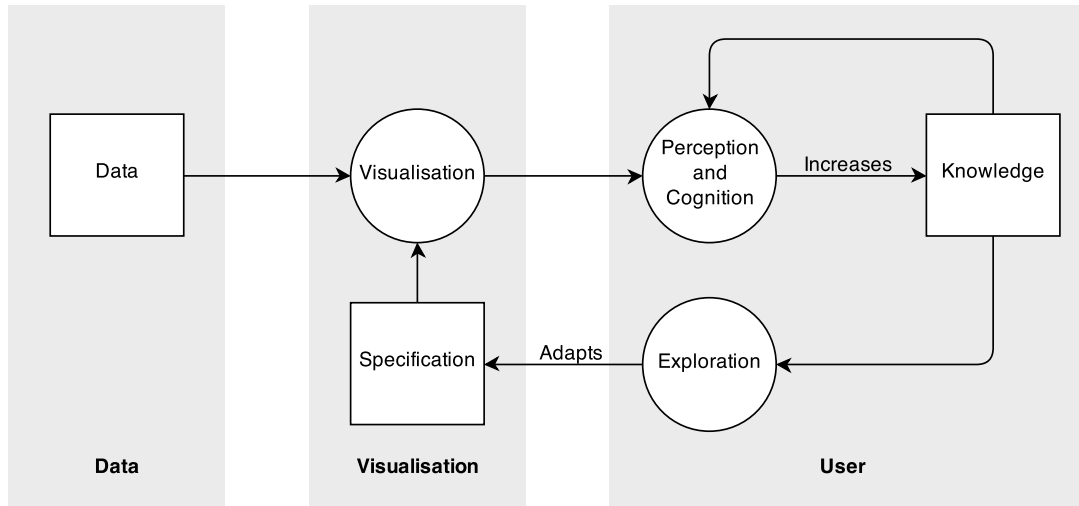 Data
Visualisation
Perception
and
Cognition
Increases
Knowledge
Specification
Adapts
Exploration
Data
Visualisation
User